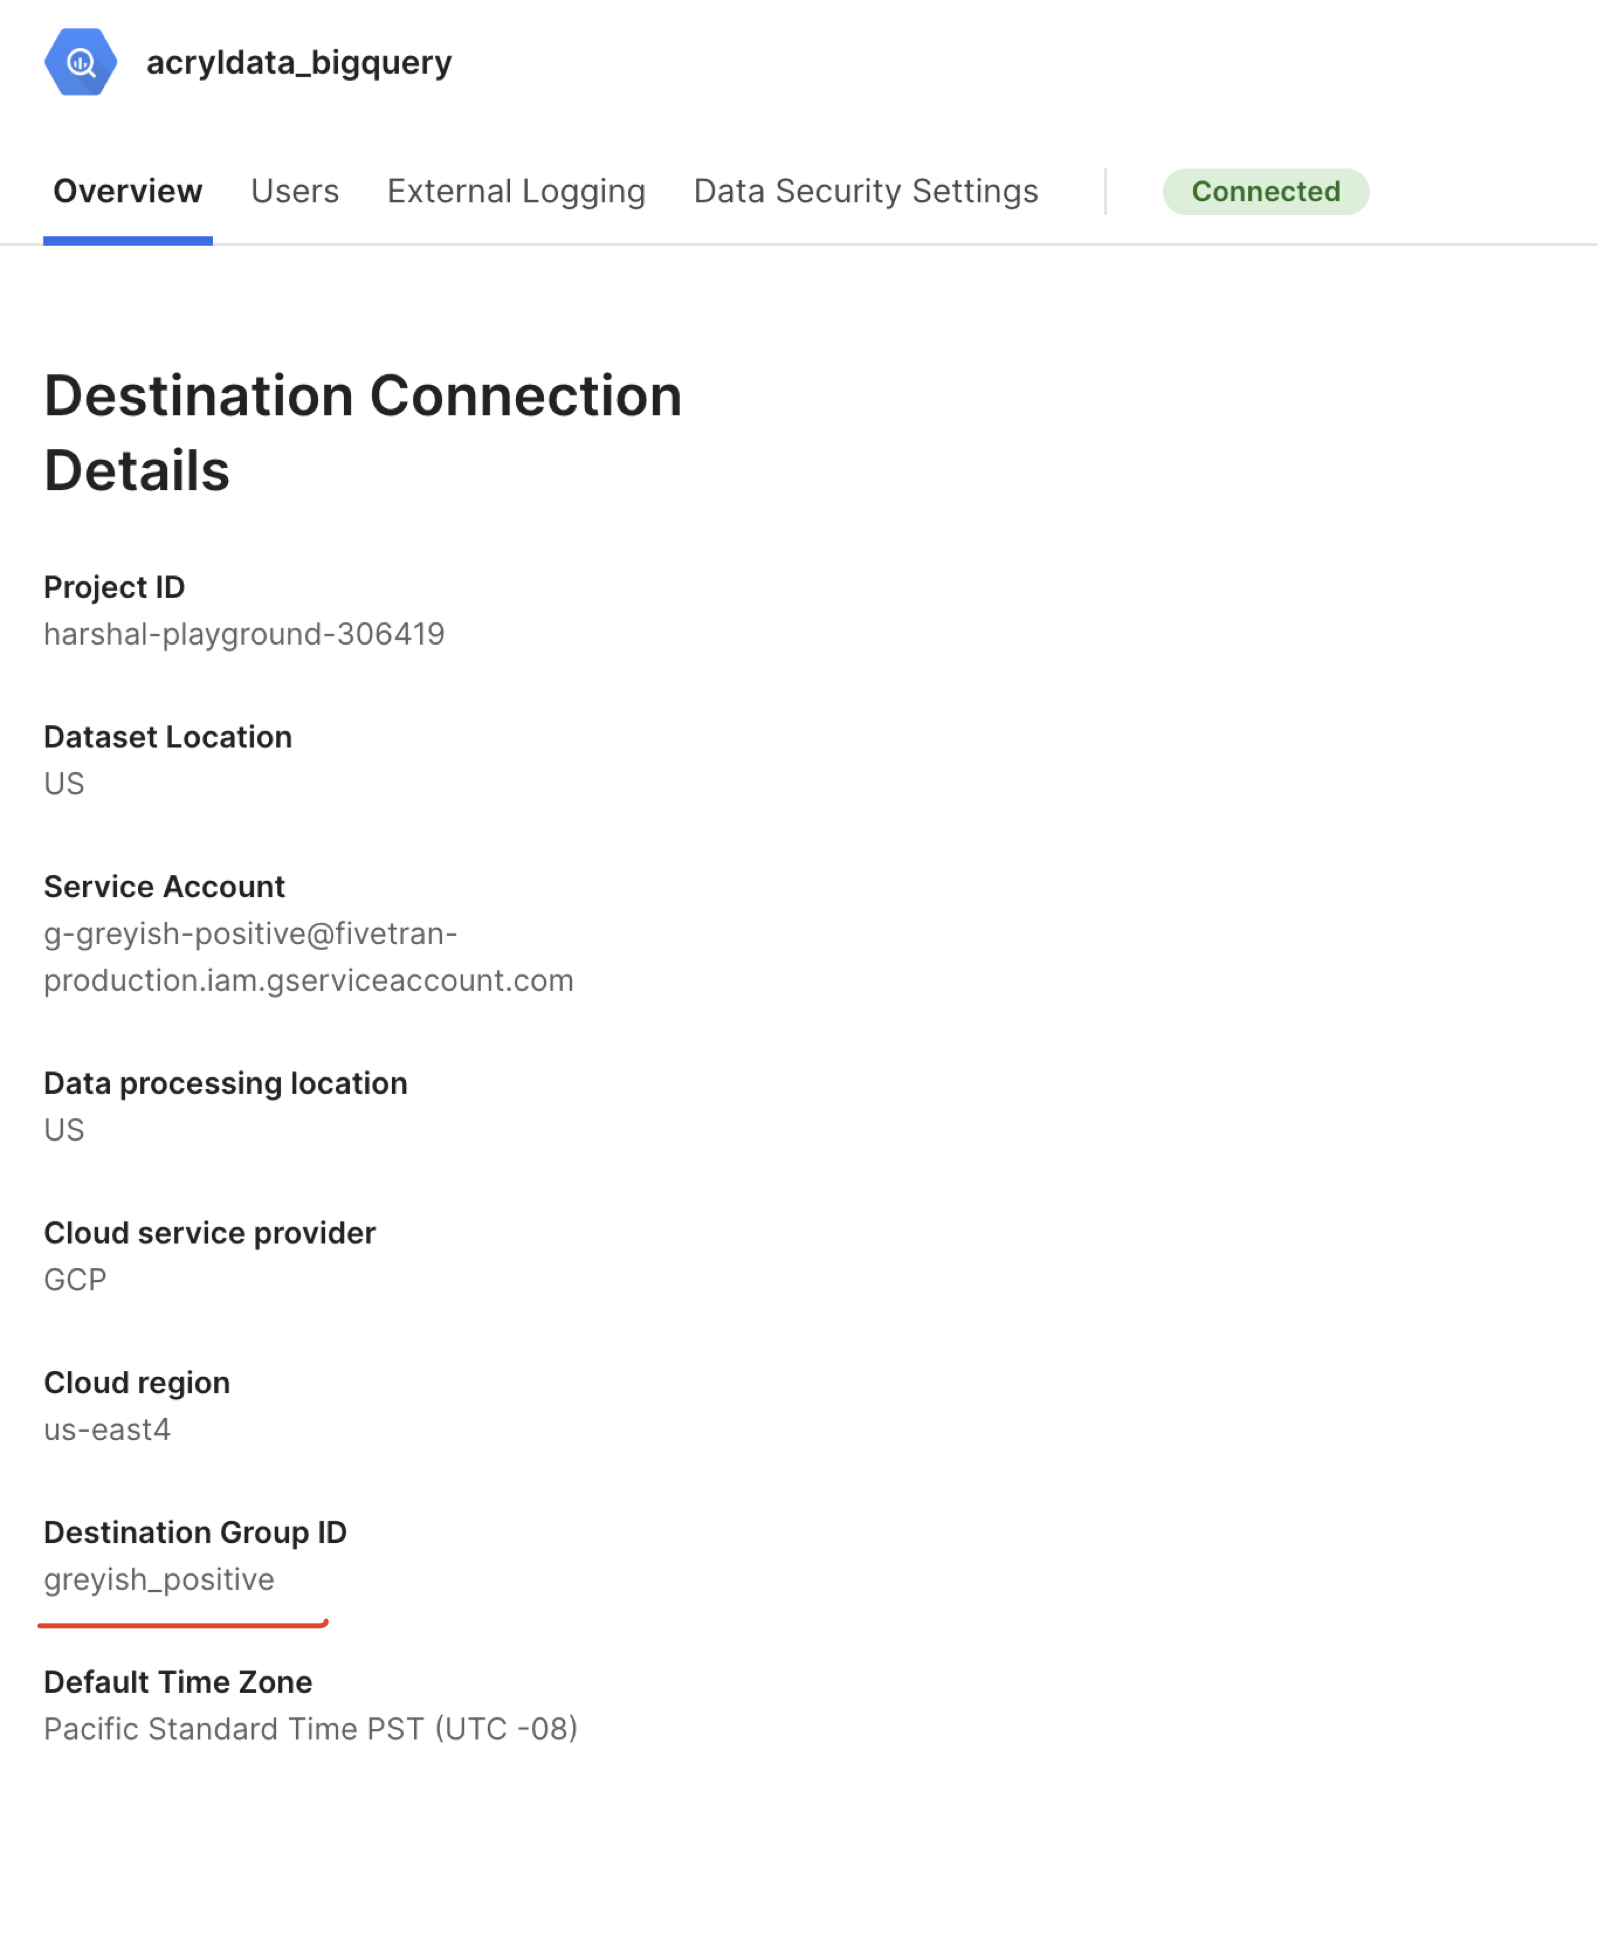 acryldata_bigquery
Overview Users External Logging Data Security Settings Connected
Destination Connection
Details
Project ID
harshal-playground-306419
Dataset Location
US
Service Account
g-greyish-positive@fivetran-
production.iam.gserviceaccount.com
Data processing location
US
Cloud service provider
GCP
Cloud region
us-east4
Destination Group ID
greyish_positive
Default Time Zone
Pacific Standard Time PST (UTC -08)